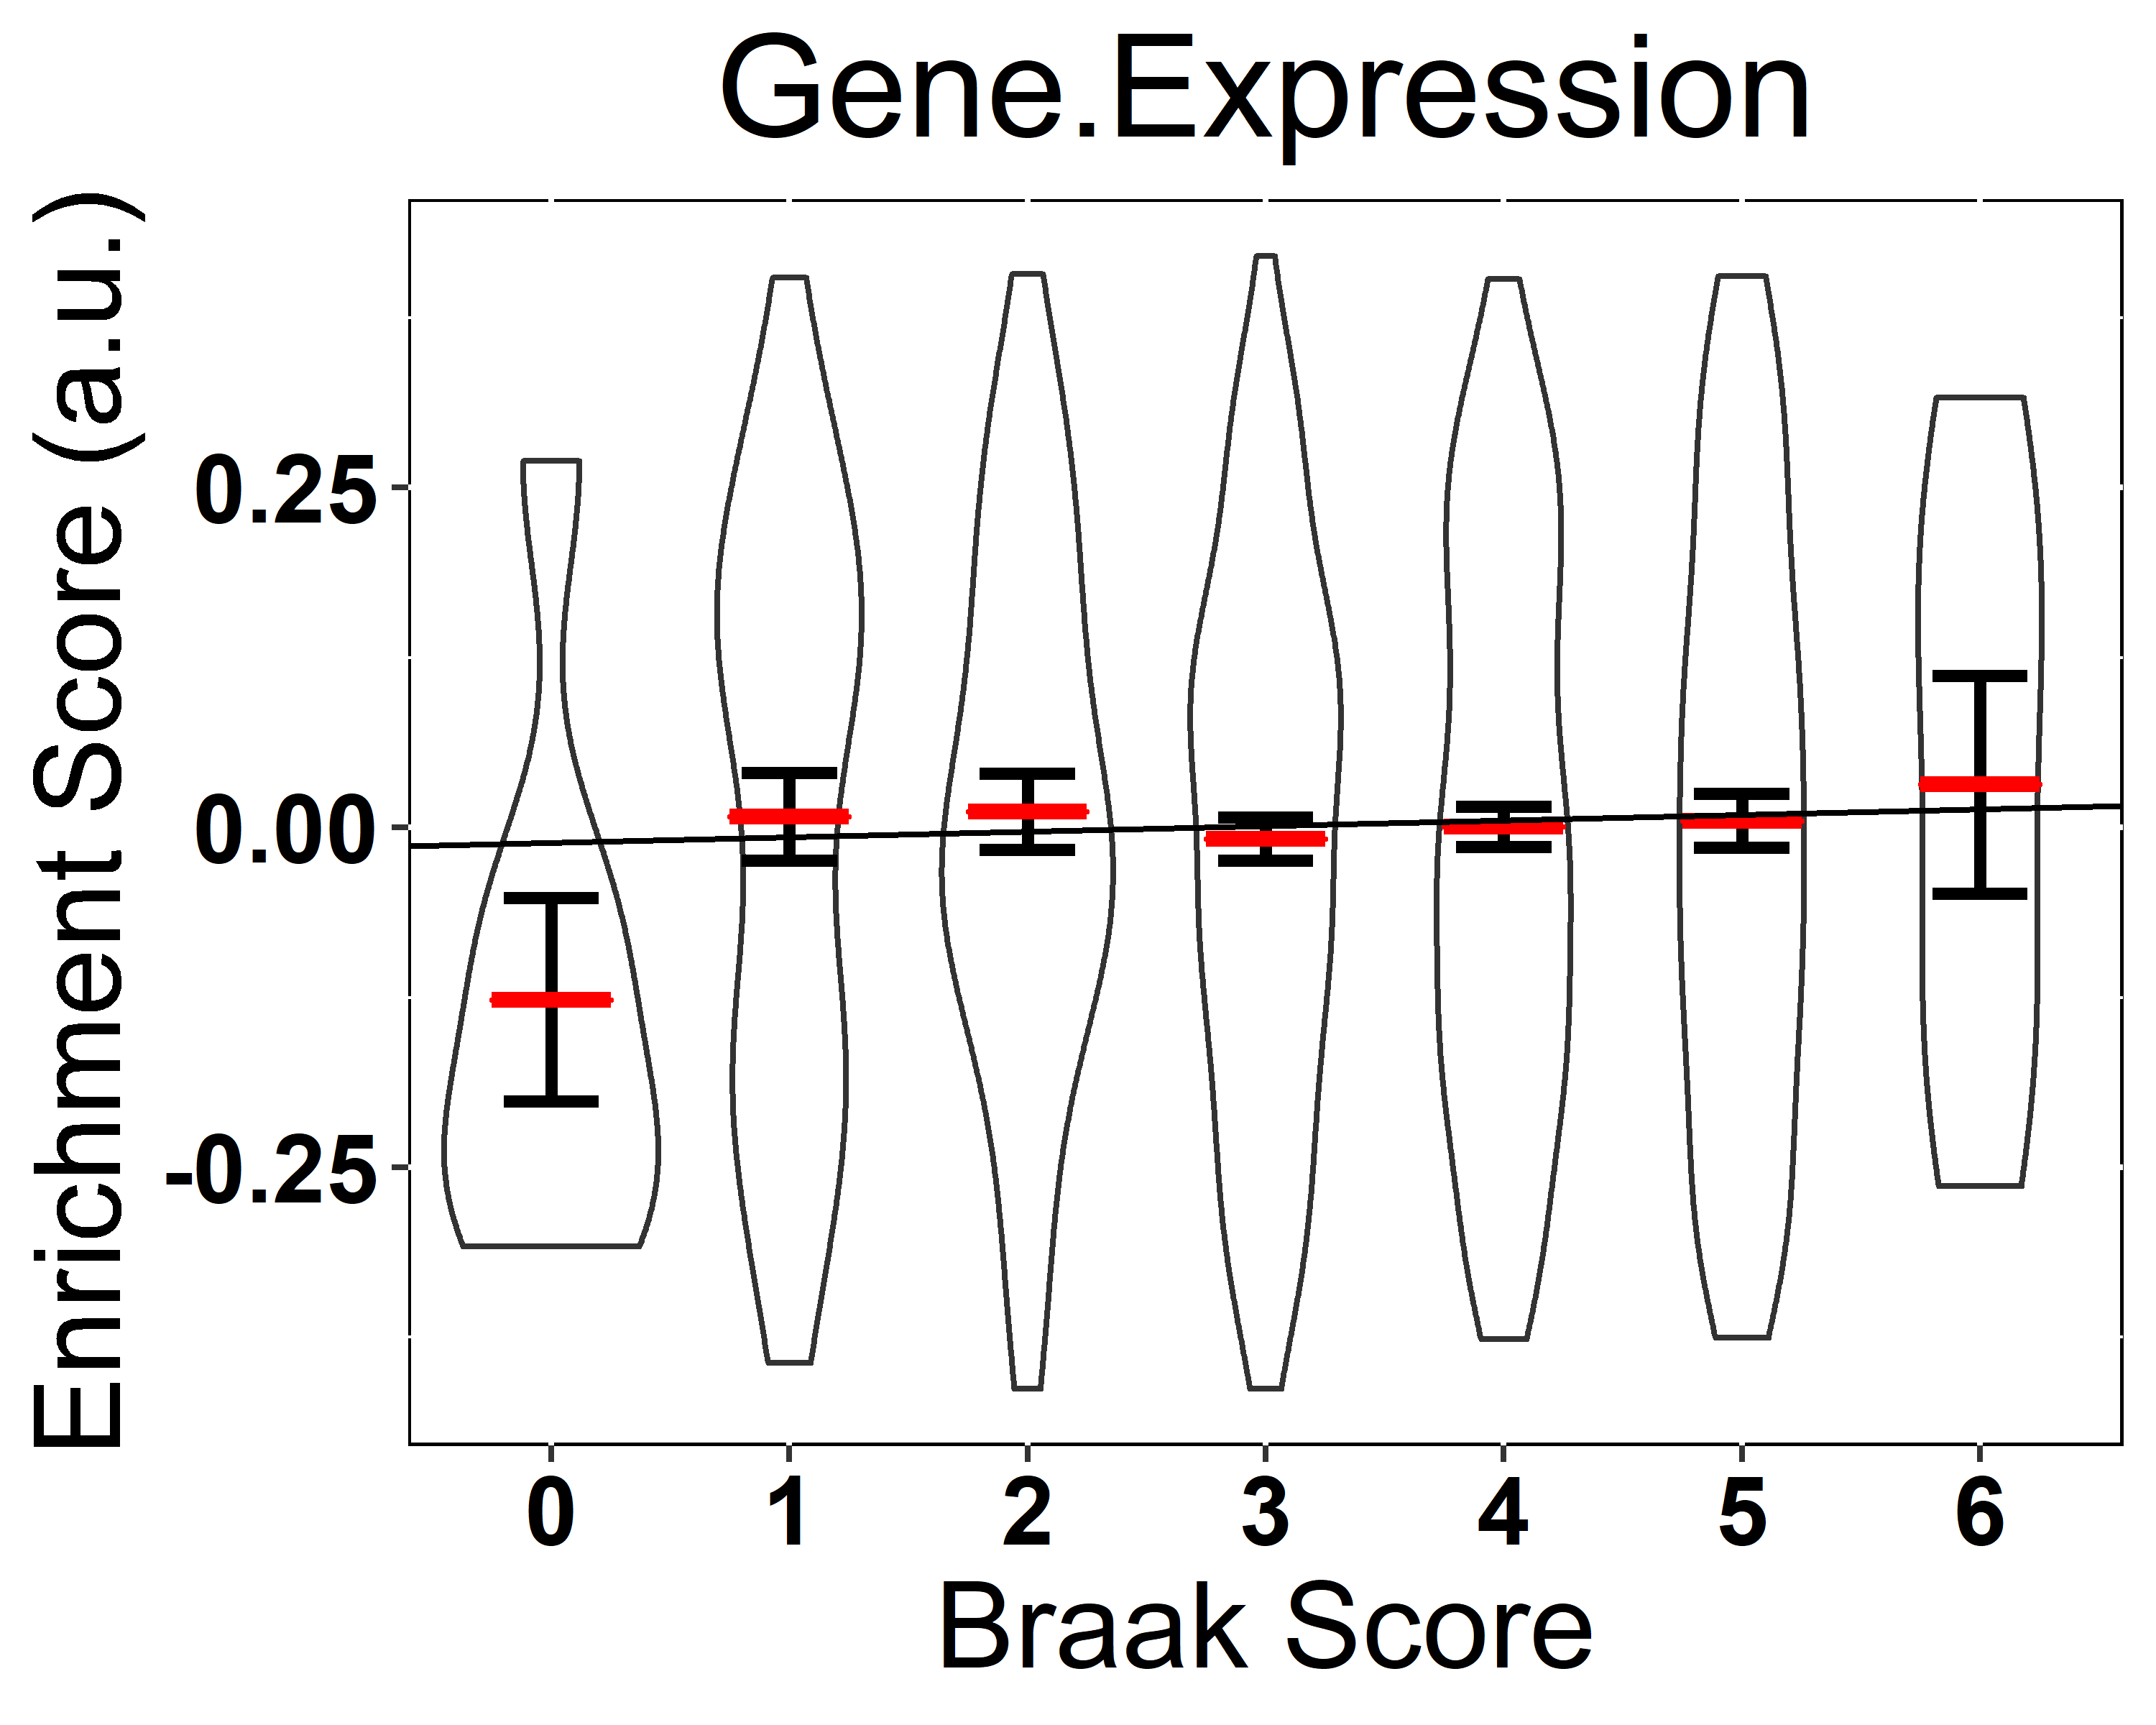 Gene.Expression
Enrichment Score (a.u.)
0.25
0.00
-0.25
0 1 2 3 4 5 6
Braak Score